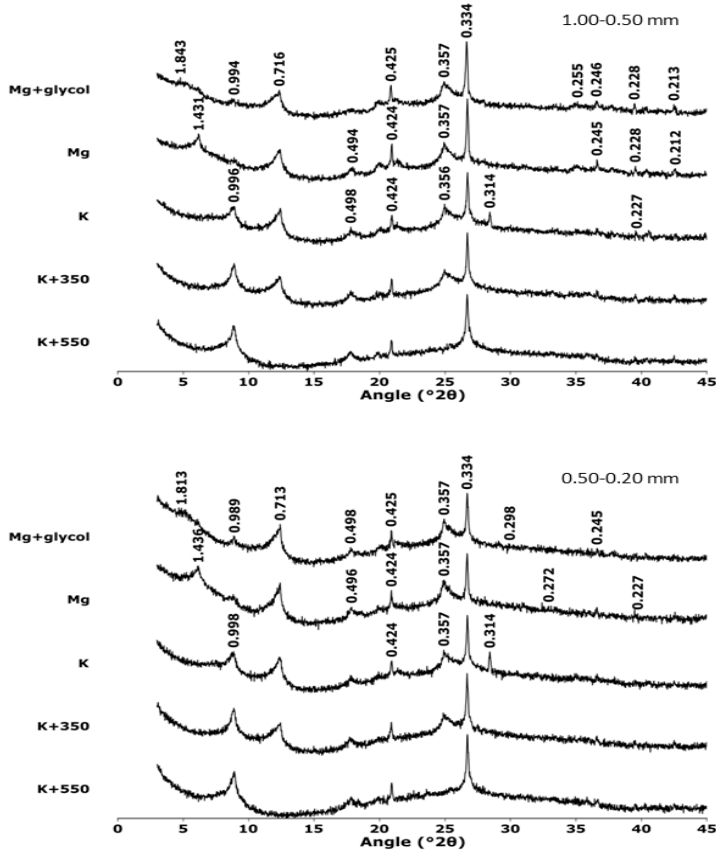 1.00-0.50 mm
Mg+glycol
1.843
0.994
0.716
0.425
0.357
0.334
0.255
0.246
0.228
0.213
Mg
1.431
0.494
0.424
0.357
0.245
0.228
0.212
K
0.996
0.498
0.424
0.356
0.314
0.227
K+350
K+550
0 5 10 15 20 25 30 35 40 45
Angle (°2θ)
0.50-0.20 mm
Mg+glycol
1.813
0.989
0.713
0.498
0.425
0.357
0.334
0.298
0.245
Mg
1.436
0.496
0.424
0.357
0.272
0.227
K
0.998
0.424
0.357
0.314
K+350
K+550
0 5 10 15 20 25 30 35 40 45
Angle (°2θ)